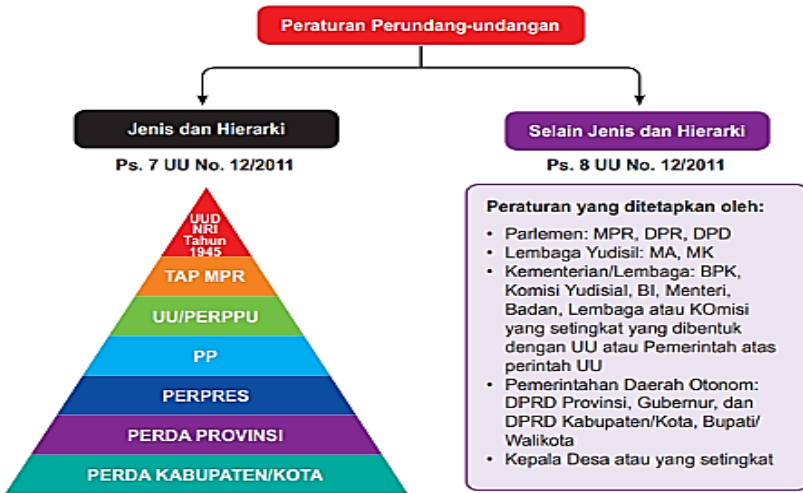 Peraturan Perundang-undangan
Jenis dan Hierarki
Ps. 7 UU No. 12/2011
UUD
NRI
Tahun
1945
TAP MPR
UU/PERPPU
PP
PERPRES
PERDA PROVINSI
PERDA KABUPATEN/KOTA
Selain Jenis dan Hierarki
Ps. 8 UU No. 12/2011
Peraturan yang ditetapkan oleh:
• Parlemen: MPR, DPR, DPD
• Lembaga Yudisil: MA, MK
• Kementerian/Lembaga: BPK,
Komisi Yudisial, BI, Menteri,
Badan, Lembaga atau KOmisi
yang setingkat yang dibentuk
dengan UU atau Pemerintah atas
perintah UU
• Pemerintahan Daerah Otonom:
DPRD Provinsi, Gubernur, dan
DPRD Kabupaten/Kota, Bupati/
Walikota
• Kepala Desa atau yang setingkat